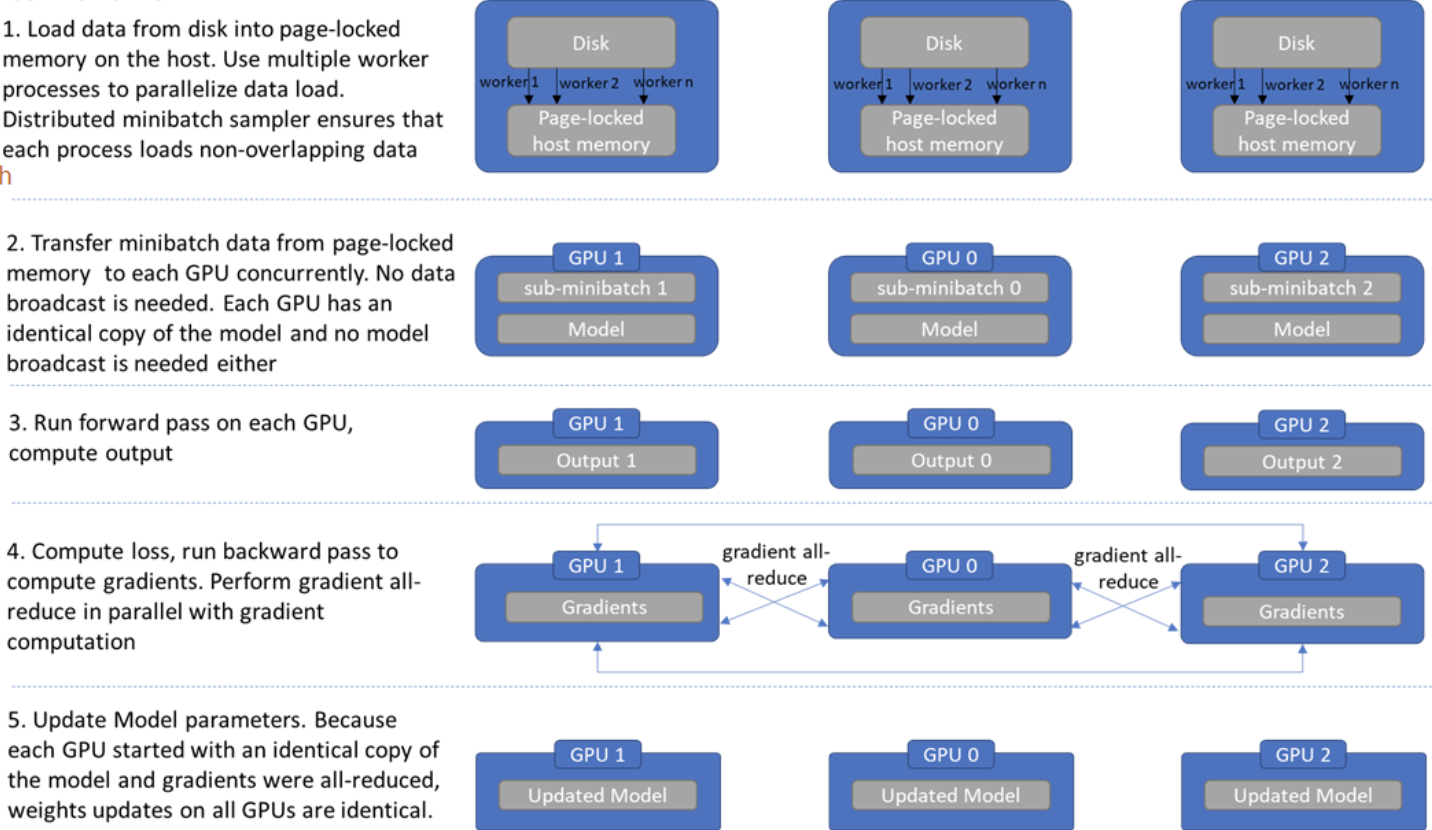 1. Load data from disk into page-locked
memory on the host. Use multiple worker
processes to parallelize data load.
Distributed minibatch sampler ensures that
each process loads non-overlapping data
h
Disk
worker 1
worker 2
worker n
Page-locked
host memory
Disk
worker 1
worker 2
worker n
Page-locked
host memory
Disk
worker 1
worker 2
worker n
Page-locked
host memory
2. Transfer minibatch data from page-locked
memory to each GPU concurrently. No data
broadcast is needed. Each GPU has an
identical copy of the model and no model
broadcast is needed either
GPU 1
sub-minibatch 1
Model
GPU 0
sub-minibatch 0
Model
GPU 2
sub-minibatch 2
Model
3. Run forward pass on each GPU,
compute output
GPU 1
Output 1
GPU 0
Output 0
GPU 2
Output 2
4. Compute loss, run backward pass to
compute gradients. Perform gradient all-
reduce in parallel with gradient
computation
GPU 1
Gradients
gradient all-
reduce
GPU 0
Gradients
gradient all-
reduce
GPU 2
Gradients
5. Update Model parameters. Because
each GPU started with an identical copy of
the model and gradients were all-reduced,
weights updates on all GPUs are identical.
GPU 1
Updated Model
GPU 0
Updated Model
GPU 2
Updated Model